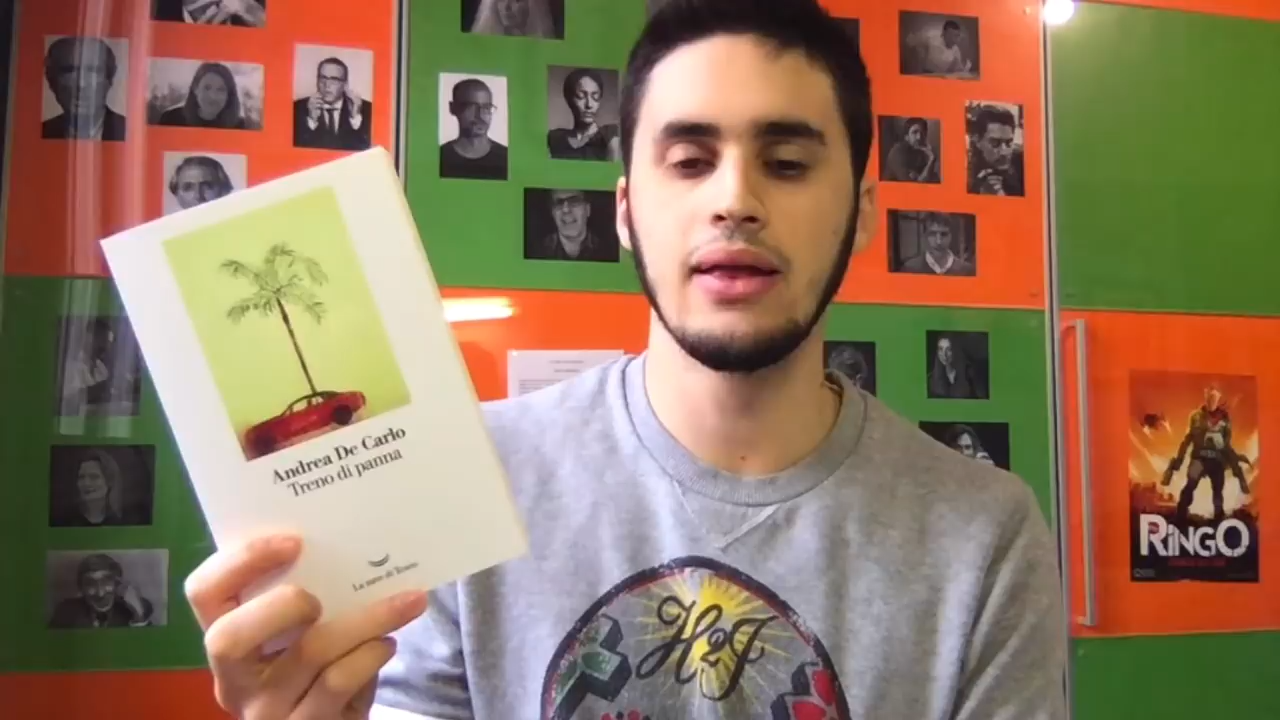 Andrea De Carlo
Treno di panna
La nave di Teseo
H2J
RINGO